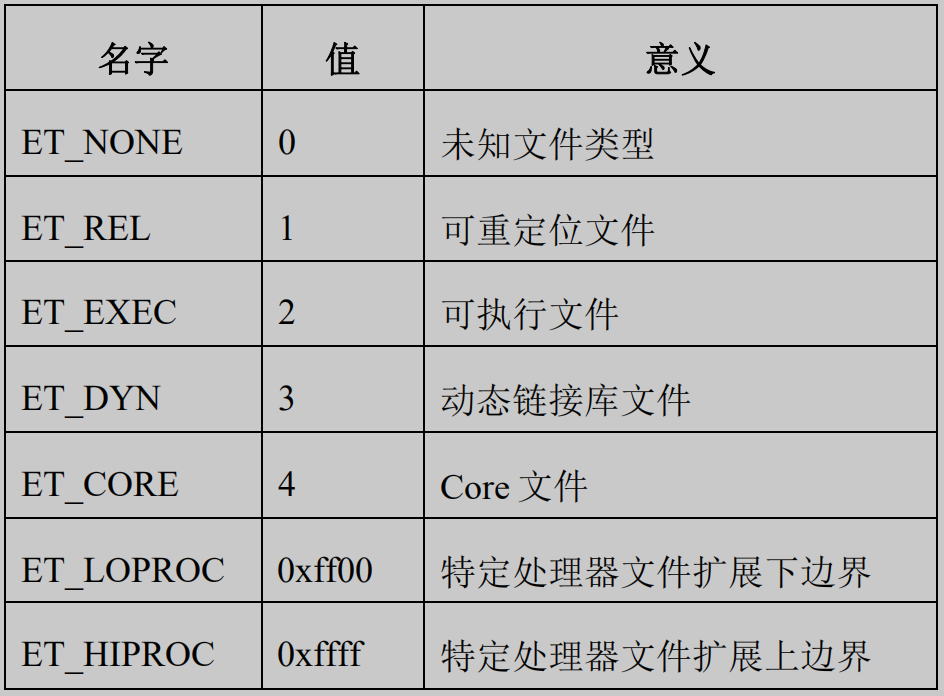 名字 值 意义
ET_NONE 0 未知文件类型
ET_REL 1 可重定位文件
ET_EXEC 2 可执行文件
ET_DYN 3 动态链接库文件
ET_CORE 4 Core 文件
ET_LOPROC 0xff00 特定处理器文件扩展下边界
ET_HIPROC 0xffff 特定处理器文件扩展上边界